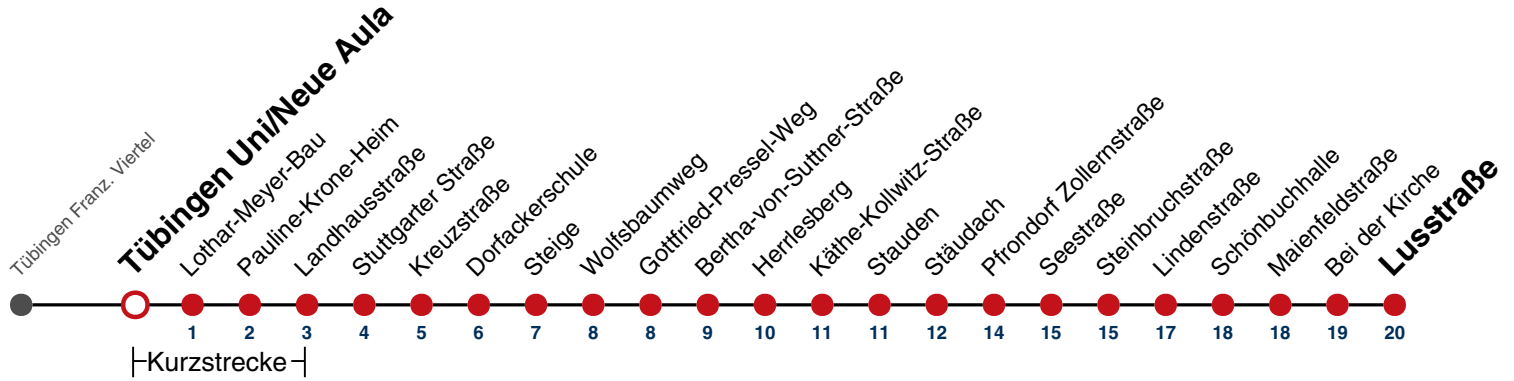 Tübingen Franz. Viertel
Tübingen Uni/Neue Aula
Lothar-Meyer-Bau
Pauline-Krone-Heim
Landhausstraße
Stuttgarter Straße
Kreuzstraße
Dorfackerschule
Steige
Wolfsbaumweg
Gottfried-Pressel-Weg
Bertha-von-Suttner-Straße
Herrlesberg
Käthe-Kollwitz-Straße
Stauden
Stäudach
Pfrondorf Zollernstraße
Seestraße
Steinbruchstraße
Lindenstraße
Schönbuchhalle
Maienfeldstraße
Bei der Kirche
Lusstraße
1 2 3 4 5 6 7 8 8 9 10 11 11 12 14 15 15 17 18 18 19 20
Kurzstrecke